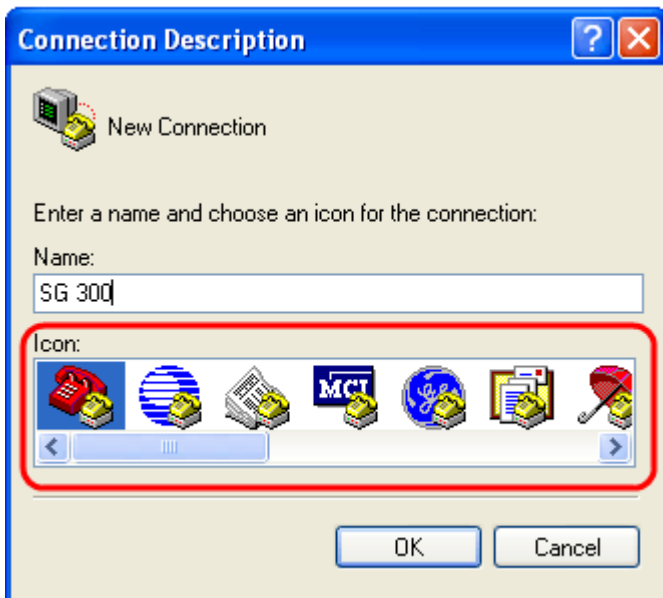 Connection Description
New Connection
Enter a name and choose an icon for the connection:
Name:
SG 300
Icon:
MCI
OK
Cancel